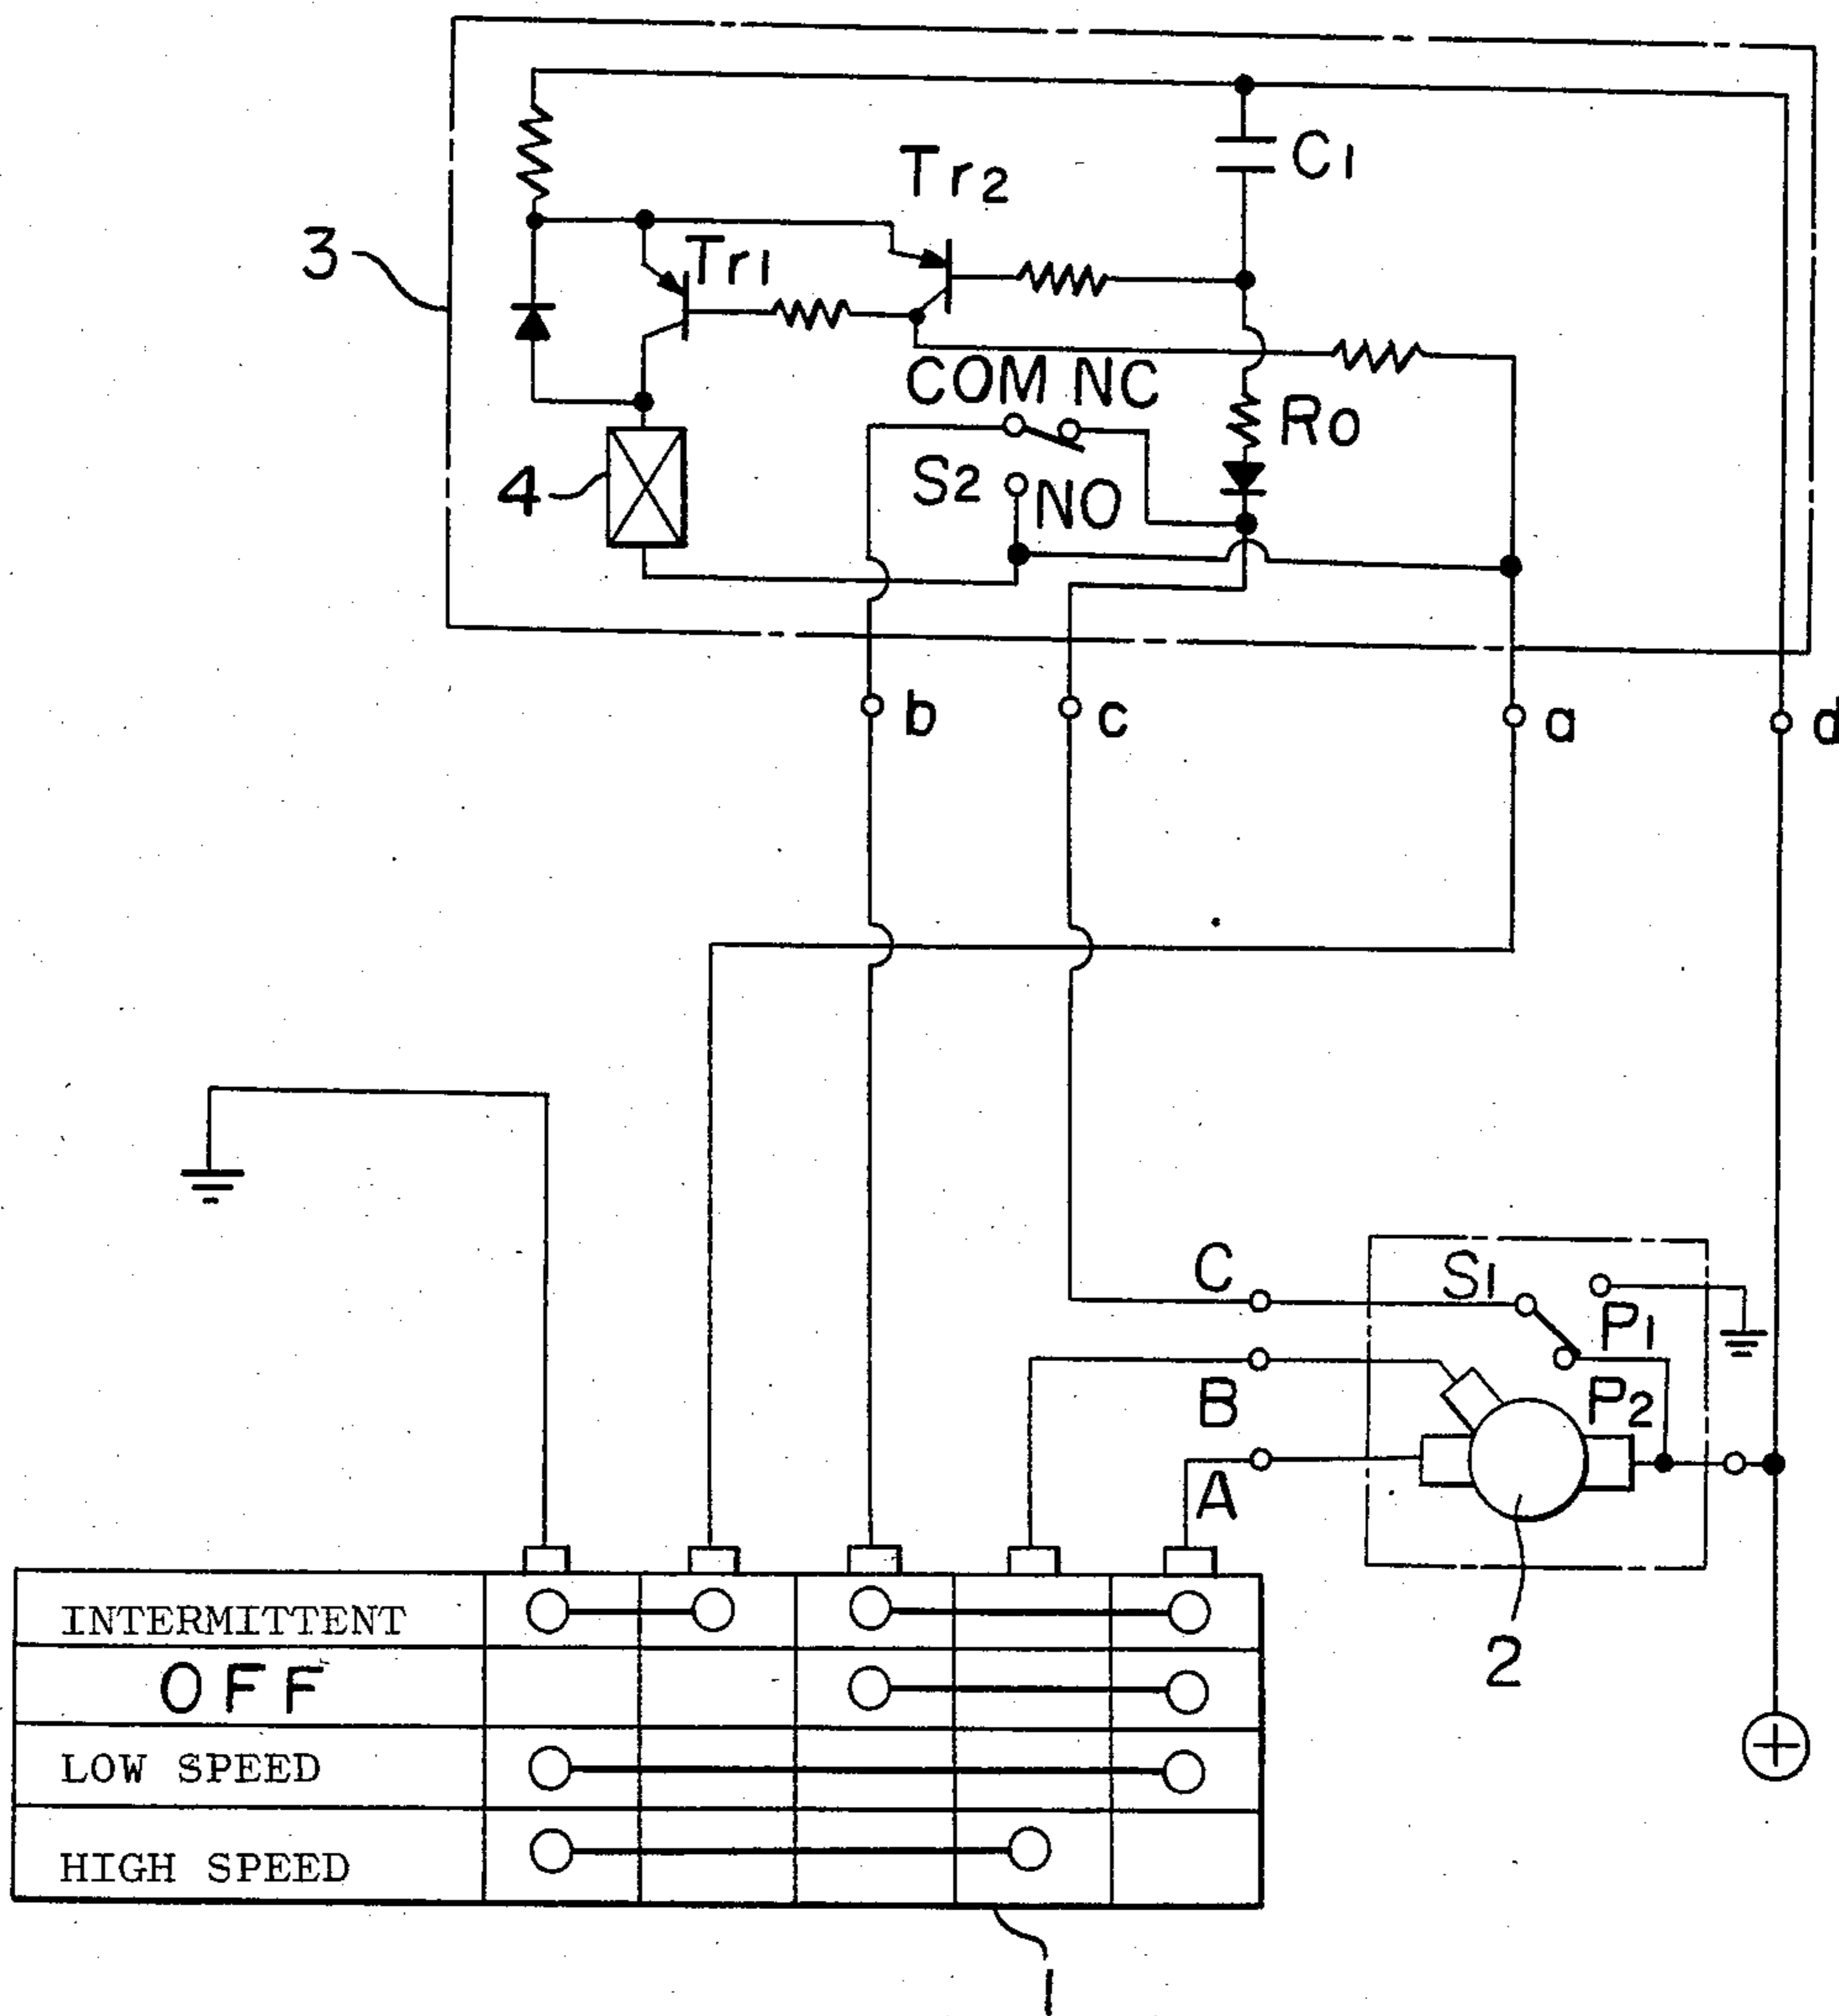 C1
Tr2
3
Tr1
COM NC
Ro
4
S2
NO
b
c
a
d
C
S1
P1
B
P2
A
INTERMITTENT
OFF
2
LOW SPEED
HIGH SPEED
1